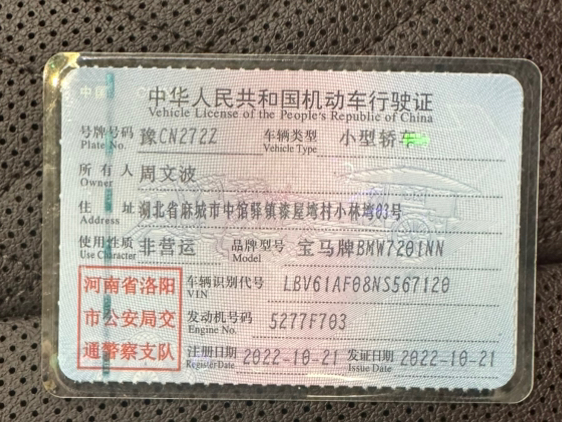 中华人民共和国机动车行驶证
Vehicle License of the People's Republic of China
号牌号码 豫CN272Z 车辆类型 小型轿车
Plate No. Vehicle Type
所有人 周文波
Owner
住址 湖北省麻城市中馆驿镇漆屋塆村小林塆03号
Address
使用性质 非营运 品牌型号 宝马牌BMW7201NN
Use Character Model
河南省洛阳
市公安局交
通警察支队
车辆识别代号 LBV61AF08NS567120
VIN
发动机号码 5277F703
Engine No.
注册日期 2022-10-21 发证日期 2022-10-21
Register Date Issue Date